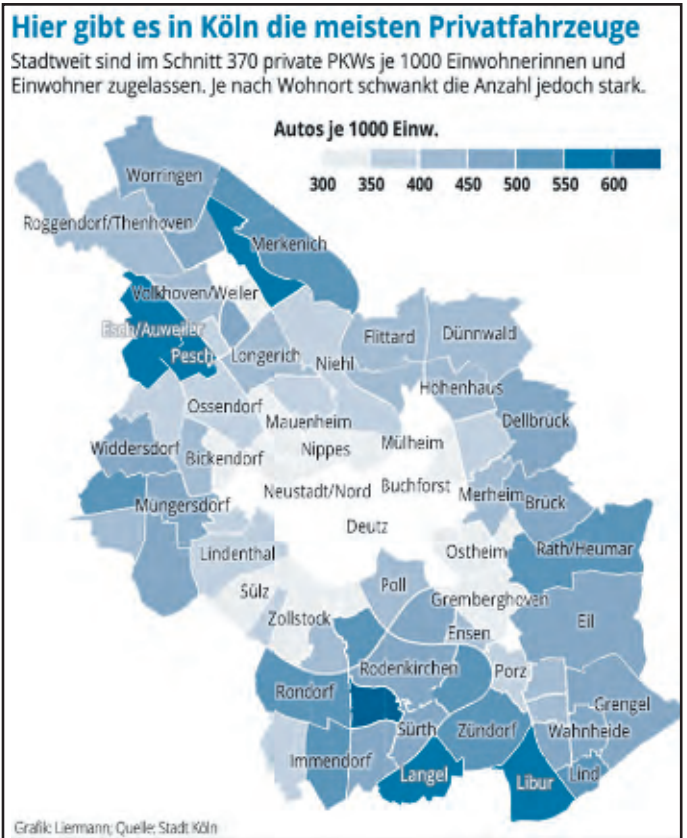 Hier gibt es in Köln die meisten Privatfahrzeuge
Stadtweit sind im Schnitt 370 private PKWs je 1000 Einwohnerinnen und
Einwohner zugelassen. Je nach Wohnort schwankt die Anzahl jedoch stark.
Autos je 1000 Einw.
300 350 400 450 500 550 600
Worringen
Roggendorf/Thenhoven
Merkenich
Volkhoven/Weiler
Esch/Auweiler
Pesch
Longerich
Niehl
Flittard
Dünnwald
Höhenhaus
Ossendorf
Mauenheim
Dellbrück
Widdersdorf
Bickendorf
Nippes
Mülheim
Müngersdorf
Neustadt/Nord
Buchforst
Merheim
Brück
Deutz
Lindenthal
Ostheim
Rath/Heumar
Sülz
Poll
Gremberghoven
Zollstock
Ensen
Eil
Rodenkirchen
Porz
Rondorf
Grengel
Sürth
Zündorf
Wahnheide
Immendorf
Langel
Libur
Lind
Grafik: Liermann; Quelle: Stadt Köln